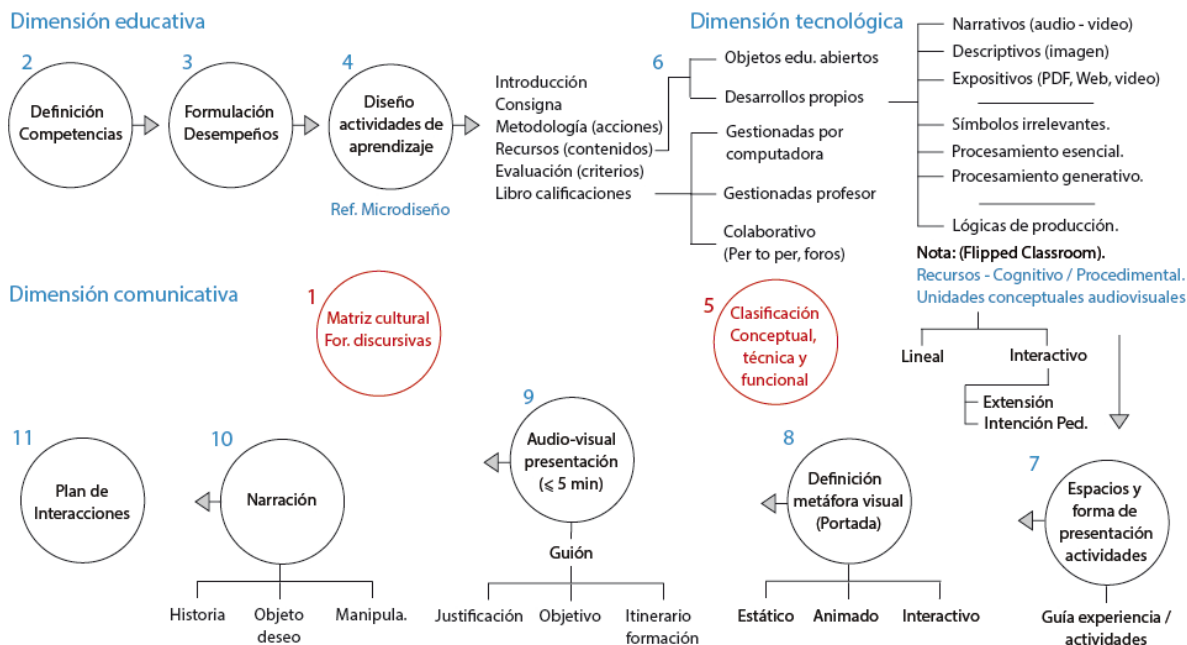 Dimensión educativa
2
Definición
Competencias
3
Formulación
Desempeños
4
Diseño
actividades de
aprendizaje
Ref. Microdiseño
Introducción
Consigna
Metodología (acciones)
Recursos (contenidos)
Evaluación (criterios)
Libro calificaciones
Dimensión tecnológica
6
Objetos edu. abiertos
Desarrollos propios
Gestionadas por
computadora
Gestionadas profesor
Colaborativo
(Per to per, foros)
Narrativos (audio - video)
Descriptivos (imagen)
Expositivos (PDF, Web, video)
Símbolos irrelevantes.
Procesamiento esencial.
Procesamiento generativo.
Lógicas de producción.
Nota: (Flipped Classroom).
Recursos - Cognitivo / Procedimental.
Unidades conceptuales audiovisuales
Lineal
Interactivo
Extensión
Intención Ped.
Dimensión comunicativa
1
Matriz cultural
For. discursivas
5
Clasificación
Conceptual,
técnica y
funcional
7
Espacios y
forma de
presentación
actividades
Guía experiencia /
actividades
8
Definición
metáfora visual
(Portada)
Estático
Animado
Interactivo
9
Audio-visual
presentación
(⩽ 5 min)
Guión
Justificación
Objetivo
Itinerario
formación
10
Narración
Historia
Objeto
deseo
Manipula.
11
Plan de
Interacciones